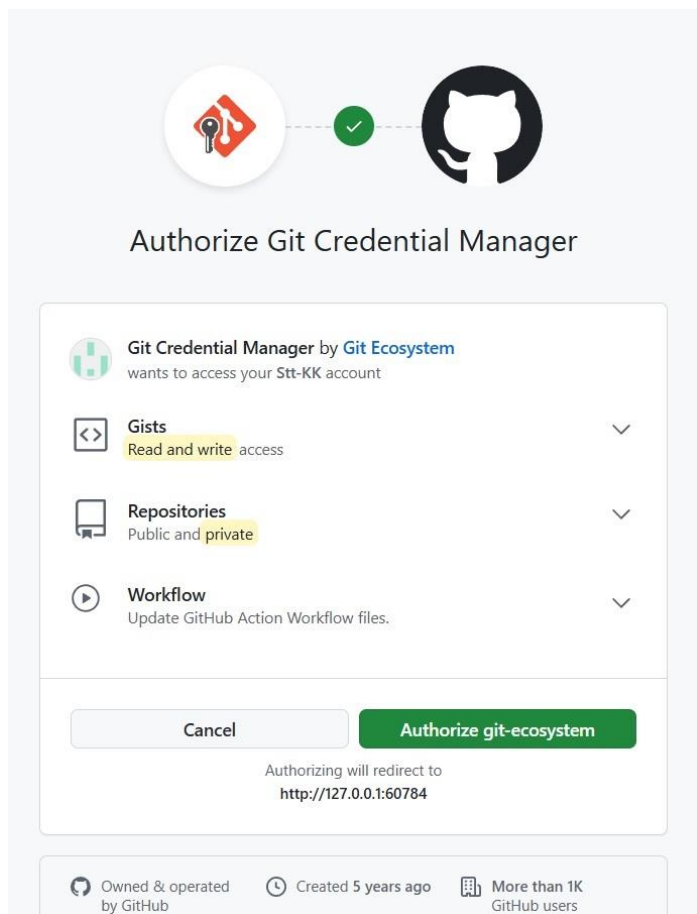 Authorize Git Credential Manager
Git Credential Manager by Git Ecosystem
wants to access your Stt-KK account
Gists
Read and write access
Repositories
Public and private
Workflow
Update GitHub Action Workflow files.
Cancel
Authorize git-ecosystem
Authorizing will redirect to
http://127.0.0.1:60784
Owned & operated
by GitHub
Created 5 years ago
More than 1K
GitHub users